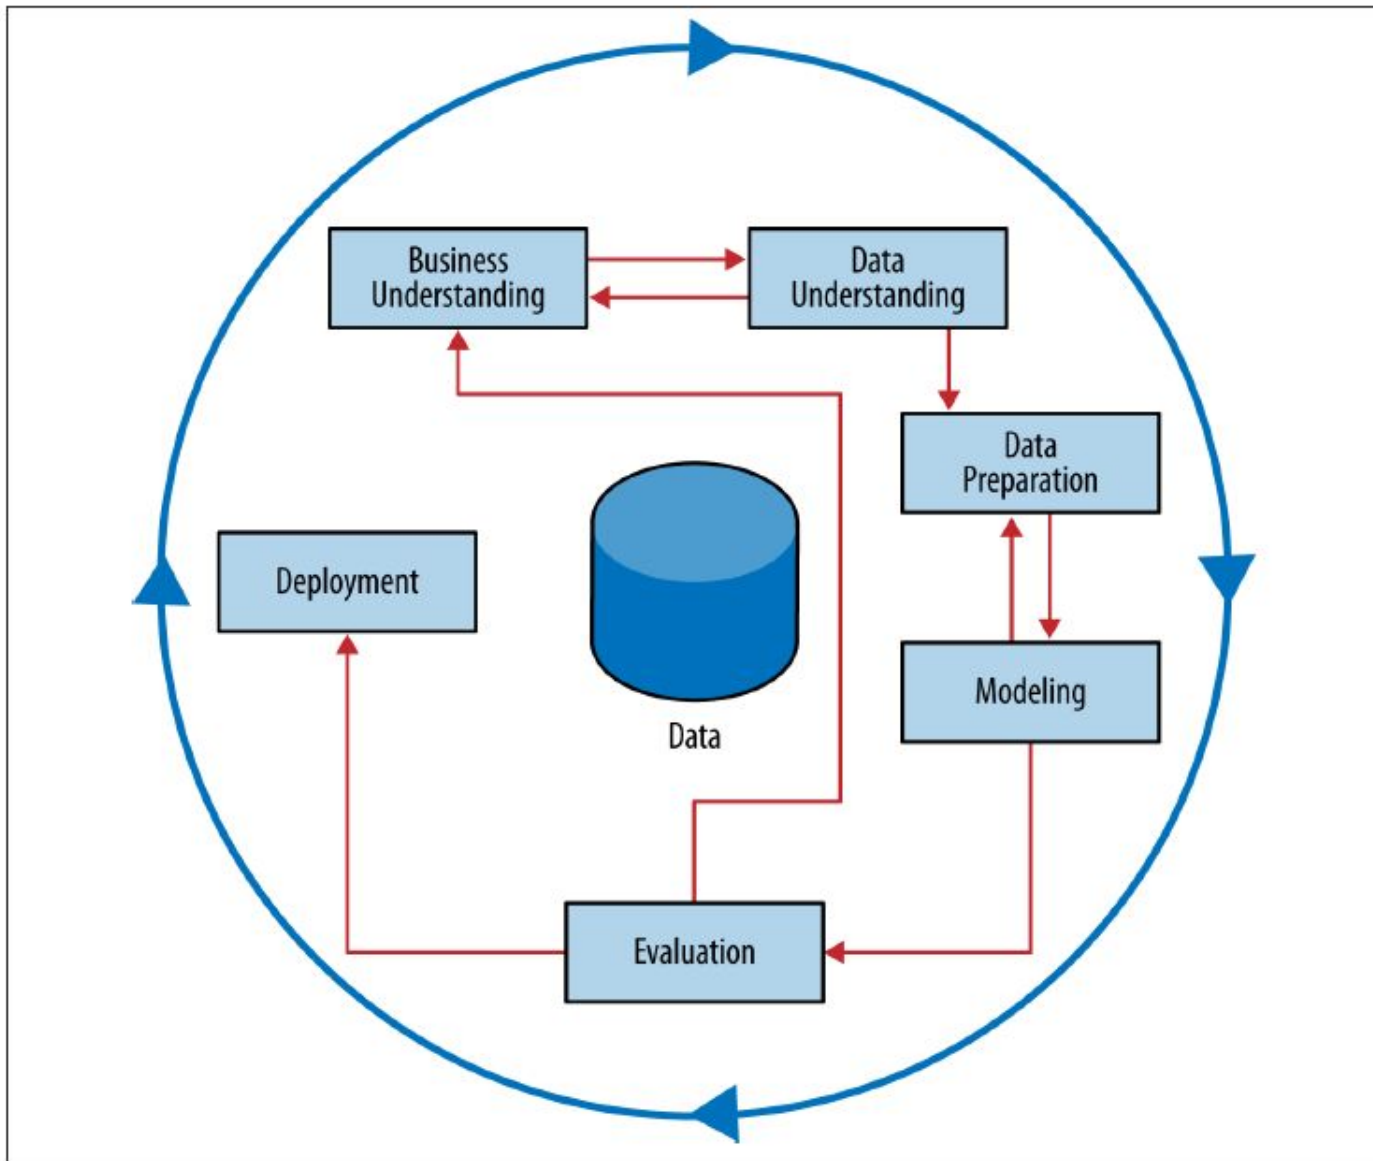 Business
Understanding
Data
Understanding
Data
Preparation
Deployment
Modeling
Data
Evaluation